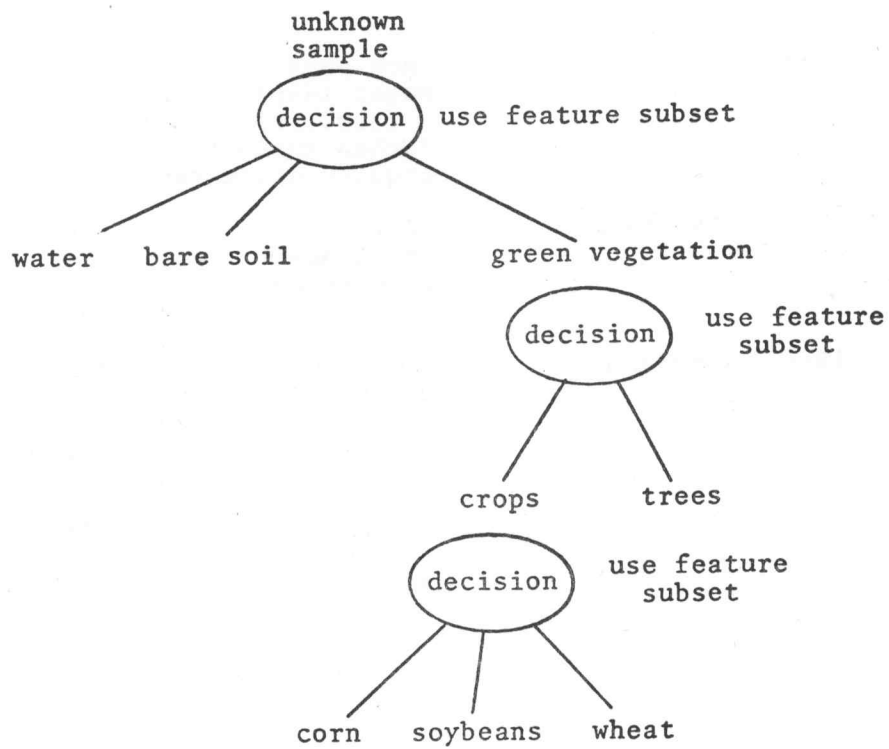 unknown
sample
decision use feature subset
water bare soil green vegetation
decision use feature
subset
crops trees
decision use feature
subset
corn soybeans wheat